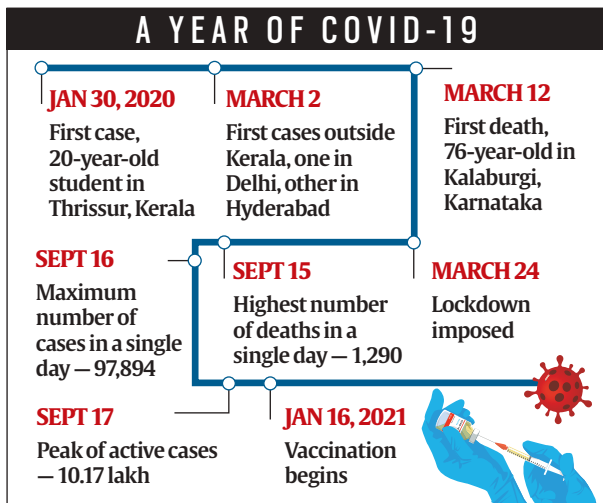 A YEAR OF COVID-19
JAN 30, 2020
First case,
20-year-old
student in
Thrissur, Kerala
MARCH 2
First cases outside
Kerala, one in
Delhi, other in
Hyderabad
MARCH 12
First death,
76-year-old in
Kalaburgi,
Karnataka
MARCH 24
Lockdown
imposed
SEPT 15
Highest number
of deaths in a
single day — 1,290
SEPT 16
Maximum
number of
cases in a single
day — 97,894
SEPT 17
Peak of active cases
— 10.17 lakh
JAN 16, 2021
Vaccination
begins